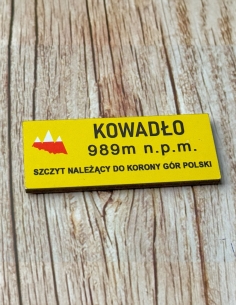 KOWADŁO
989m n.p.m.
SZCZYT NALEŻĄCY DO KORONY GÓR POLSKI